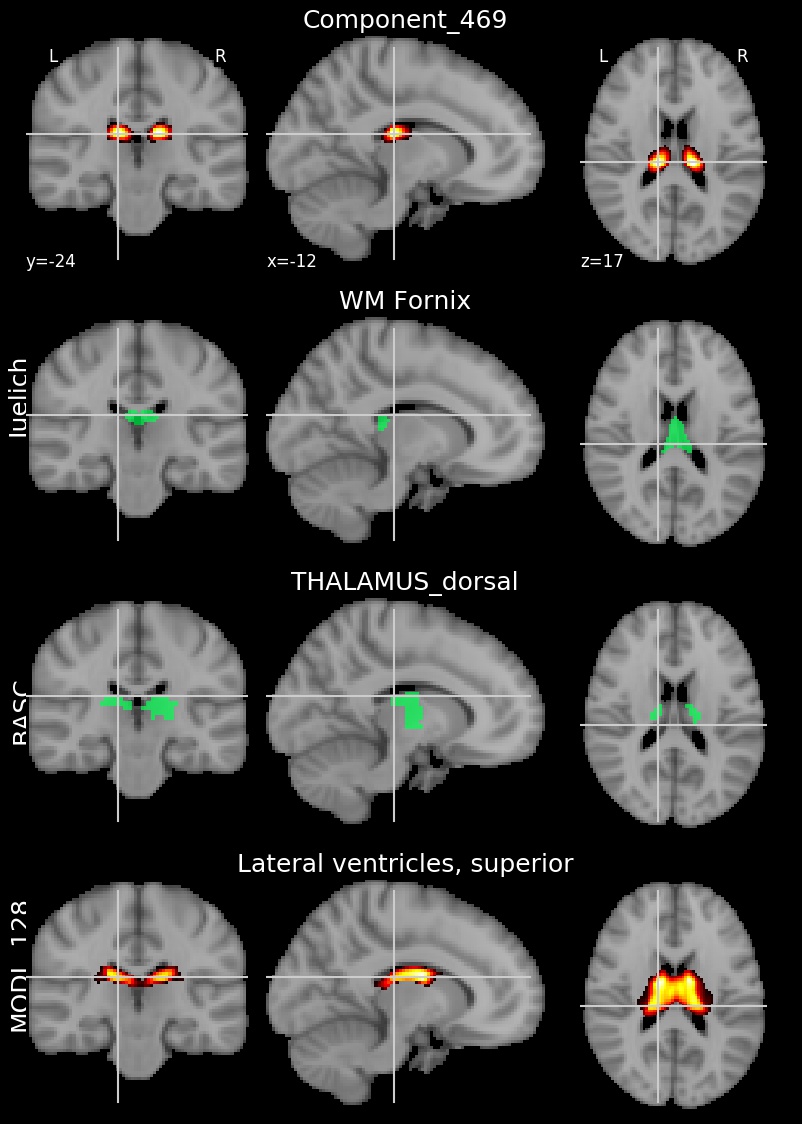 Component_469
L R L R
y=-24 x=-12 z=17
WM Fornix
Juelich
THALAMUS_dorsal
BASC
Lateral ventricles, superior
MODL_128